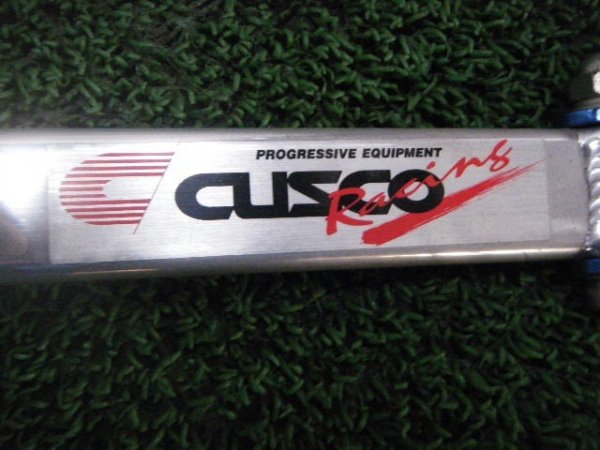 PROGRESSIVE EQUIPMENT
CUSCO Racing